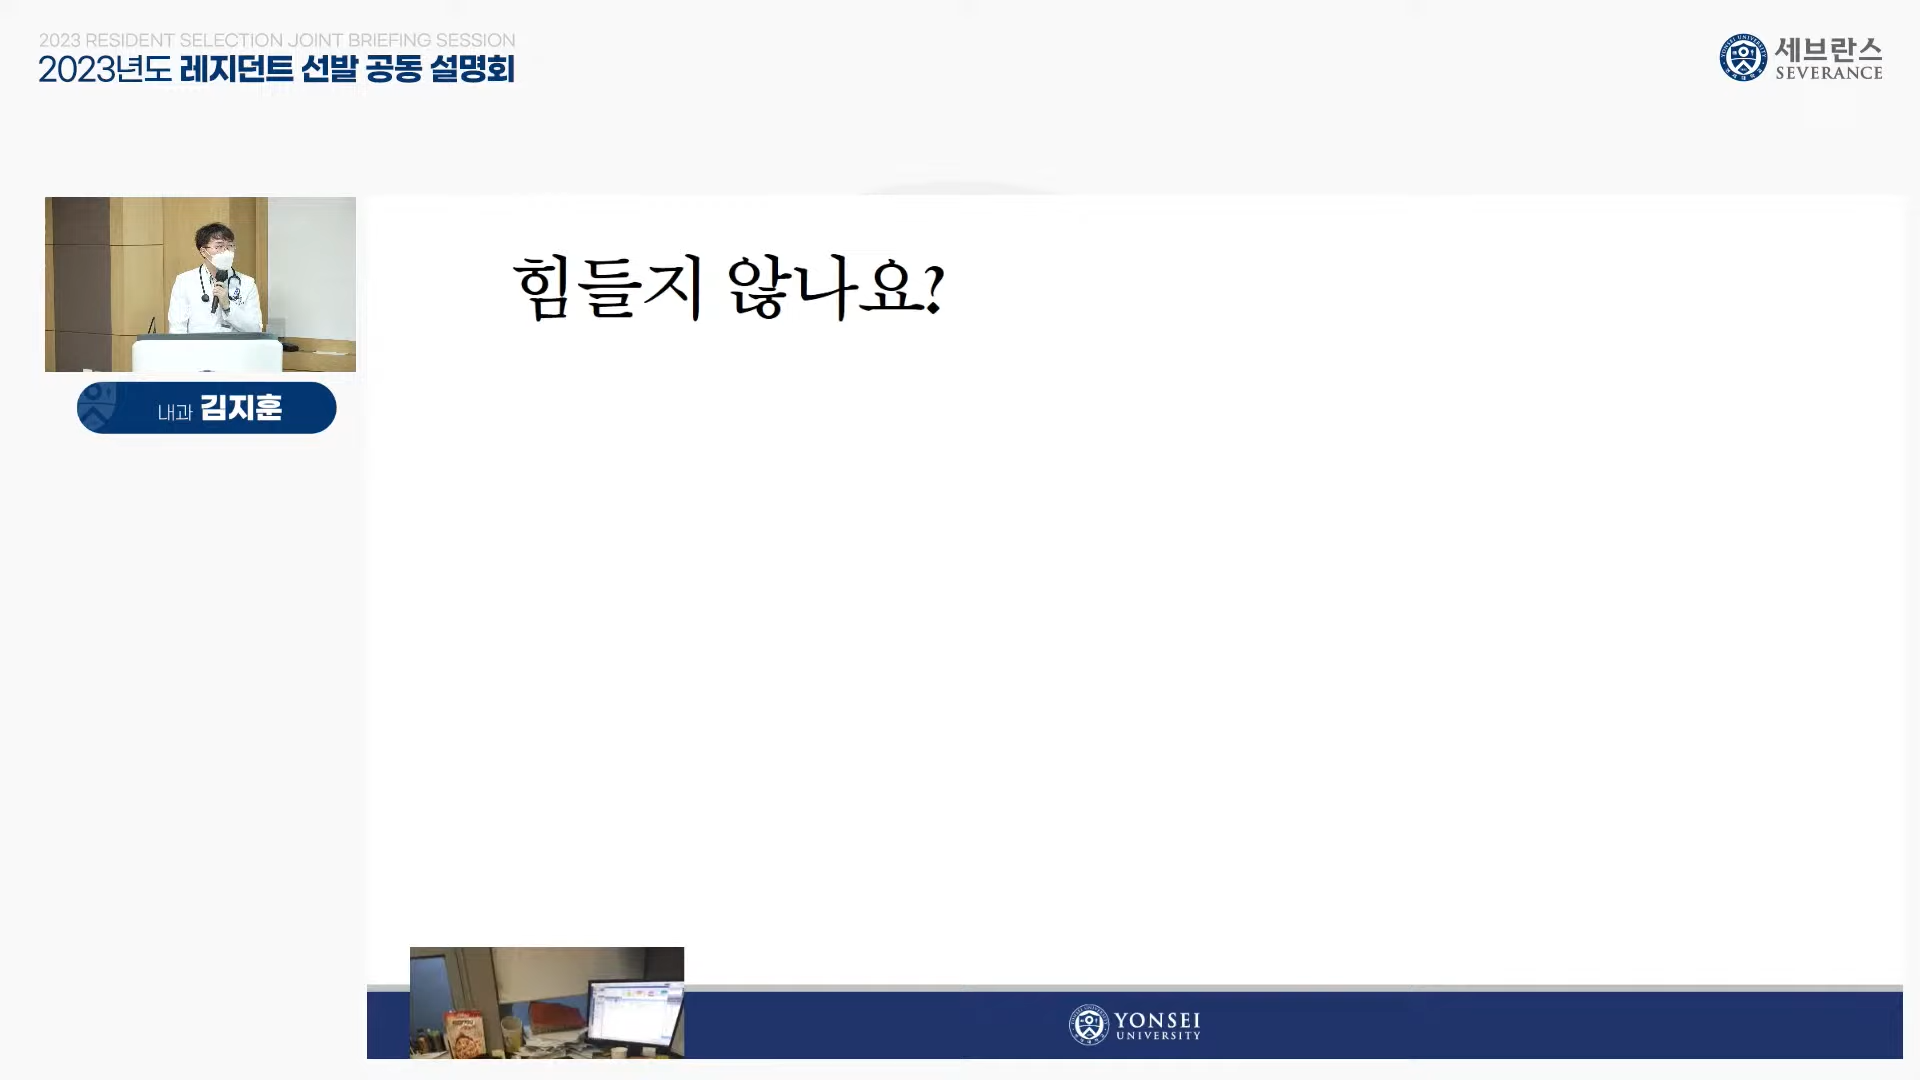 2023 RESIDENT SELECTION JOINT BRIEFING SESSION
2023년도 레지던트 선발 공동 설명회
세브란스
SEVERANCE
힘들지 않나요?
내과 김지훈
YONSEI
UNIVERSITY